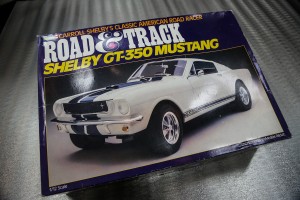 CARROLL SHELBY'S CLASSIC AMERICAN ROAD RACER
ROAD & TRACK
SHELBY GT-350 MUSTANG